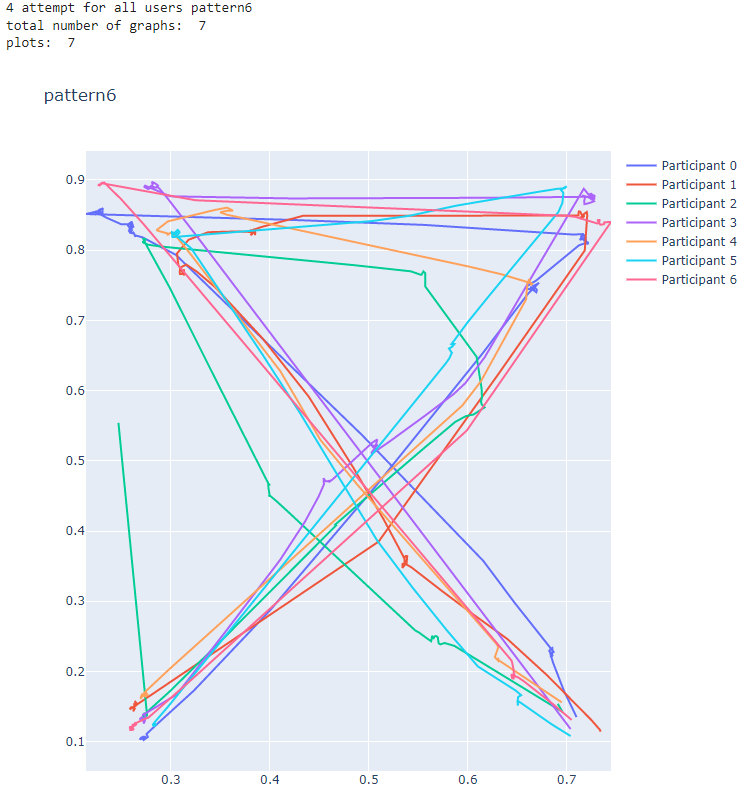 4 attempt for all users pattern6
total number of graphs:  7
plots:  7
pattern6
Participant 0
Participant 1
Participant 2
Participant 3
Participant 4
Participant 5
Participant 6
0.9
0.8
0.7
0.6
0.5
0.4
0.3
0.2
0.1
0.3 0.4 0.5 0.6 0.7